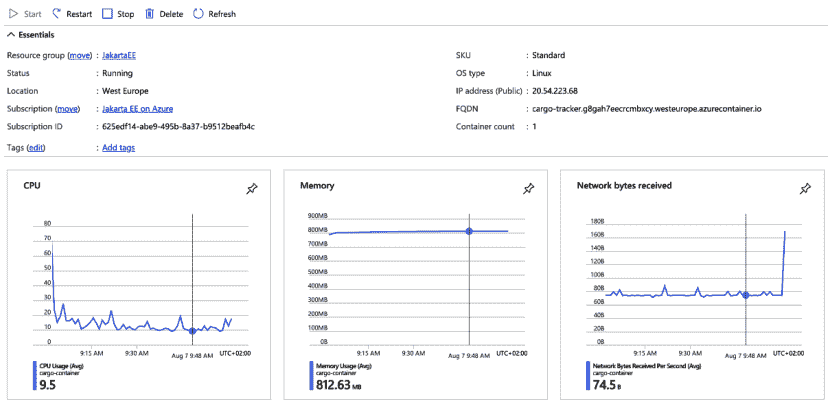 Start Restart Stop Delete Refresh
Essentials
Resource group (move) : JakartaEE
Status : Running
Location : West Europe
Subscription (move) : Jakarta EE on Azure
Subscription ID : 625edf14-abe9-495b-8a37-b9512beafb4c
Tags (edit) : Add tags
SKU : Standard
OS type : Linux
IP address (Public) : 20.54.223.68
FQDN : cargo-tracker.g8gah7eecrcmbxcy.westeurope.azurecontainer.io
Container count : 1
CPU
80
70
60
50
40
30
20
10
0
9:15 AM 9:30 AM Aug 7 9:48 AM UTC+02:00
CPU Usage (Avg)
cargo-container
9.5
Memory
900MB
800MB
700MB
600MB
500MB
400MB
300MB
200MB
100MB
0B
9:15 AM 9:30 AM Aug 7 9:48 AM UTC+02:00
Memory Usage (Avg)
cargo-container
812.63 MB
Network bytes received
180B
160B
140B
120B
100B
80B
60B
40B
20B
0B
9:15 AM 9:30 AM Aug 7 9:48 AM UTC+02:00
Network Bytes Received Per Second (Avg)
cargo-container
74.5 B